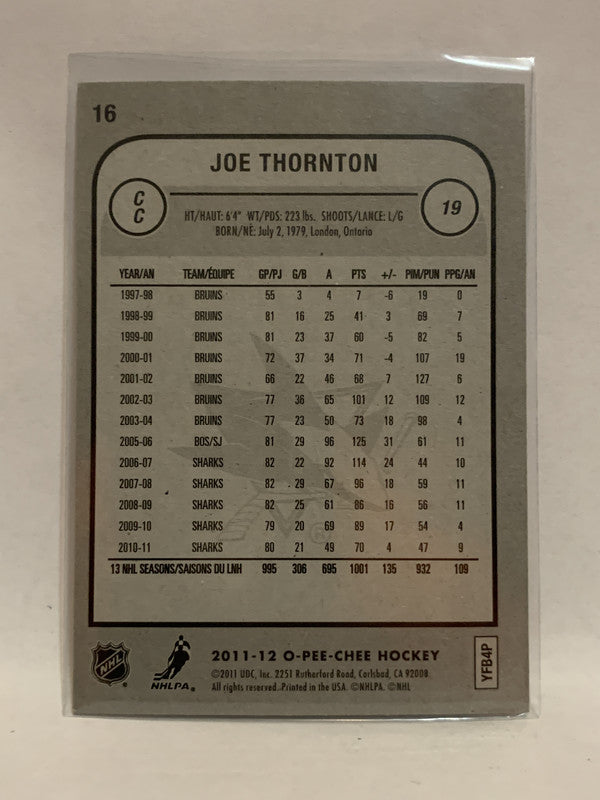 16
JOE THORNTON
C
C
19
HT/HAUT: 6'4" WT/PDS: 223 lbs. SHOOTS/LANCE: L/G
BORN/NÉ: July 2, 1979, London, Ontario
YEAR/AN TEAM/ÉQUIPE GP/PJ G/B A PTS +/- PIM/PUN PPG/AN
1997-98 BRUINS 55 3 4 7 -6 19 0
1998-99 BRUINS 81 16 25 41 3 69 7
1999-00 BRUINS 81 23 37 60 -5 82 5
2000-01 BRUINS 72 37 34 71 -4 107 19
2001-02 BRUINS 66 22 46 68 7 127 6
2002-03 BRUINS 77 36 65 101 12 109 12
2003-04 BRUINS 77 23 50 73 18 98 4
2005-06 BOS/SJ 81 29 96 125 31 61 11
2006-07 SHARKS 82 22 92 114 24 44 10
2007-08 SHARKS 82 29 67 96 18 59 11
2008-09 SHARKS 82 25 61 86 16 56 11
2009-10 SHARKS 79 20 69 89 17 54 4
2010-11 SHARKS 80 21 49 70 4 47 9
13 NHL SEASONS/SAISONS DU LNH 995 306 695 1001 135 932 109
NHL
NHLPA.
2011-12 O-PEE-CHEE HOCKEY
©2011 UDC, Inc. 2251 Rutherford Road, Carlsbad, CA 92008.
All rights reserved. Printed in the USA. ©NHLPA. ©NHL
YFB4P